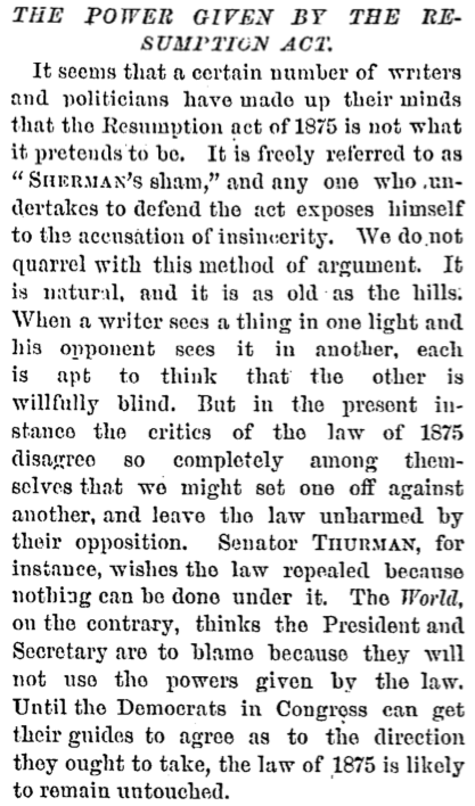 THE POWER GIVEN BY THE RE-
SUMPTION ACT.
It seems that a certain number of writers
and politicians have made up their minds
that the Resumption act of 1875 is not what
it pretends to be. It is freely referred to as
"SHERMAN'S sham," and any one who un-
dertakes to defend the act exposes himself
to the accusation of insincerity. We do not
quarrel with this method of argument. It
is natural, and it is as old as the hills.
When a writer sees a thing in one light and
his opponent sees it in another, each
is apt to think that the other is
willfully blind. But in the present in-
stance the critics of the law of 1875
disagree so completely among them-
selves that we might set one off against
another, and leave the law unharmed by
their opposition. Senator THURMAN, for
instance, wishes the law repealed because
nothing can be done under it. The World,
on the contrary, thinks the President and
Secretary are to blame because they will
not use the powers given by the law.
Until the Democrats in Congress can get
their guides to agree as to the direction
they ought to take, the law of 1875 is likely
to remain untouched.